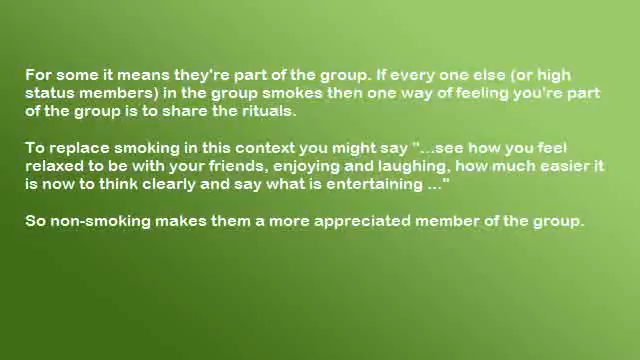 For some it means they're part of the group. If every one else (or high
status members) in the group smokes then one way of feeling you're part
of the group is to share the rituals.
To replace smoking in this context you might say "...see how you feel
relaxed to be with your friends, enjoying and laughing, how much easier it
is now to think clearly and say what is entertaining ..."
So non-smoking makes them a more appreciated member of the group.